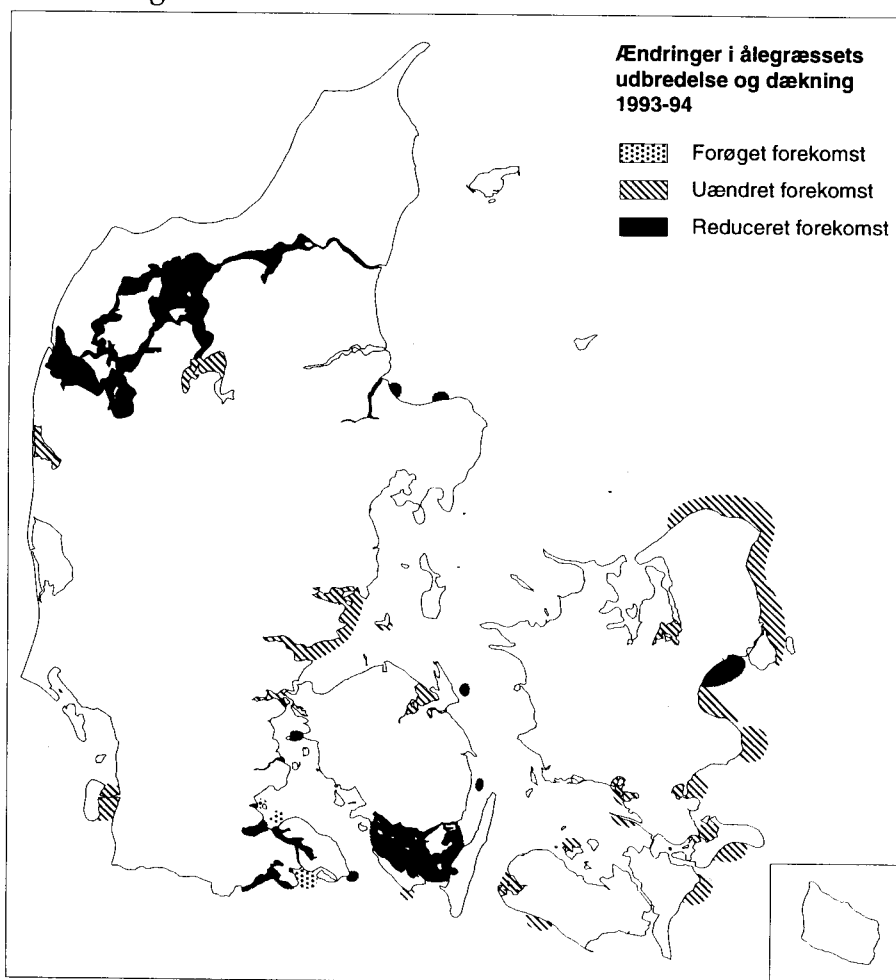 Ændringer i ålegræssets
udbredelse og dækning
1993-94
Forøget forekomst
Uændret forekomst
Reduceret forekomst